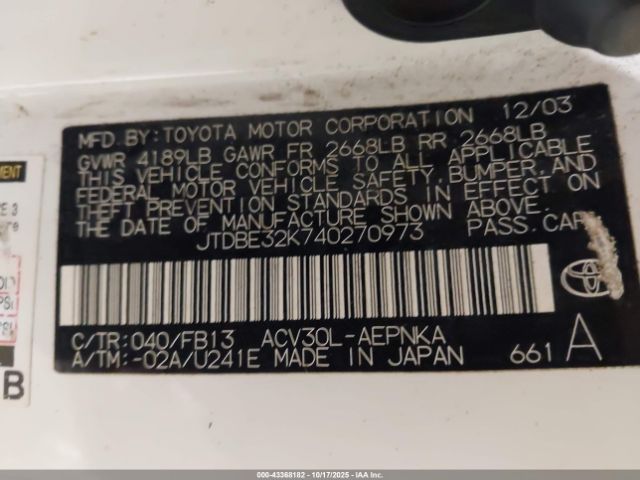 MFD.BY:TOYOTA MOTOR CORPORATION 12/03
GVWR 4189LB GAWR FR 2668LB RR 2668LB
THIS VEHICLE CONFORMS TO ALL APPLICABLE
FEDERAL MOTOR VEHICLE SAFETY,BUMPER,AND
THEFT PREVENTION STANDARDS IN EFFECT ON
THE DATE OF MANUFACTURE SHOWN ABOVE.
JTDBE32K740270973 PASS.CAR
C/TR:040/FB13 ACV30L-AEPNKA
A/TM:-02A/U241E MADE IN JAPAN 661 A
B
000-43368182 | 10/17/2025 - COPART